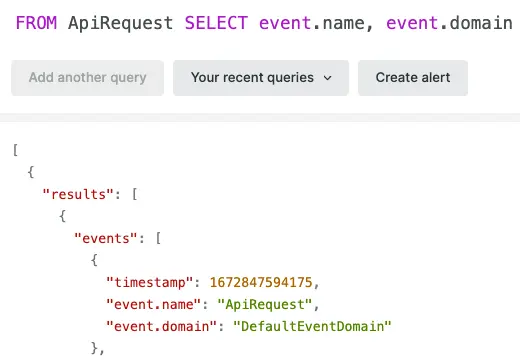 FROM ApiRequest SELECT event.name, event.domain
Add another query Your recent queries Create alert
[
{
"results": [
{
"events": [
{
"timestamp": 1672847594175,
"event.name": "ApiRequest",
"event.domain": "DefaultEventDomain"
},